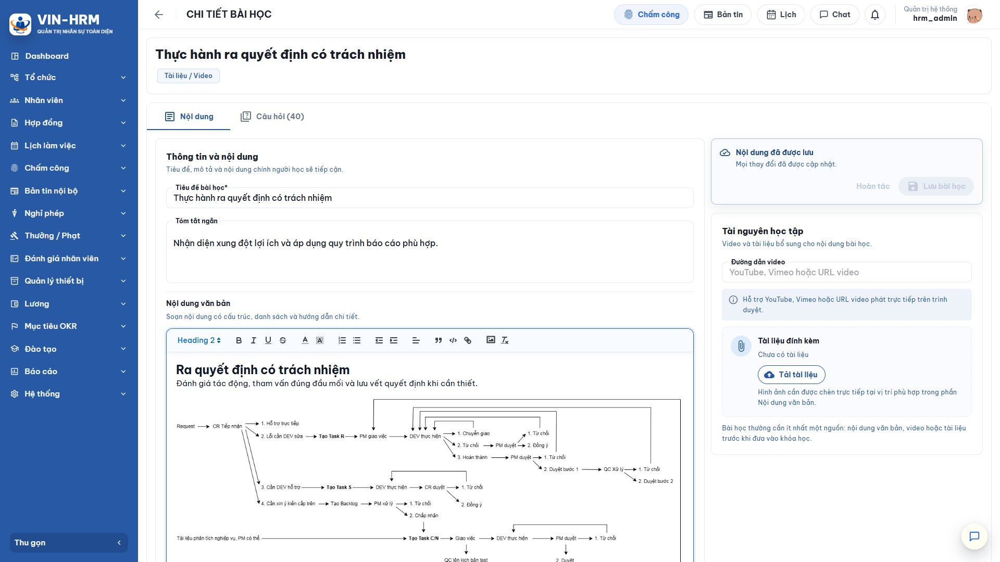 VIN-HRM
QUẢN TRỊ NHÂN SỰ TOÀN DIỆN
Dashboard
Tổ chức
Nhân viên
Hợp đồng
Lịch làm việc
Chấm công
Bản tin nội bộ
Nghỉ phép
Thưởng / Phạt
Đánh giá nhân viên
Quản lý thiết bị
Lương
Mục tiêu OKR
Đào tạo
Báo cáo
Hệ thống
Thu gọn
CHI TIẾT BÀI HỌC
Chấm công
Bản tin
Lịch
Chat
Quản trị hệ thống
hrm_admin
Thực hành ra quyết định có trách nhiệm
Tài liệu / Video
Nội dung
Câu hỏi (40)
Thông tin và nội dung
Tiêu đề, mô tả và nội dung chính người học sẽ tiếp cận.
Tiêu đề bài học*
Thực hành ra quyết định có trách nhiệm
Tóm tắt ngắn
Nhận diện xung đột lợi ích và áp dụng quy trình báo cáo phù hợp.
Nội dung văn bản
Soạn nội dung có cấu trúc, danh sách và hướng dẫn chi tiết.
Heading 2
Ra quyết định có trách nhiệm
Đánh giá tác động, tham vấn đúng đầu mối và lưu vết quyết định khi cần thiết.
Request
CR Tiếp nhận
1. Hỗ trợ trực tiếp
2. Lỗi cần DEV sửa
Tạo Task R
PM giao việc
DEV thực hiện
1. Chuyển giao
1. Từ chối
2. Từ chối
PM duyệt
2. Đồng ý
3. Hoàn thành
PM duyệt
1. Từ chối
2. Duyệt bước 1
QC Xử lý
1. Từ chối
2. Duyệt bước 2
3. Cần DEV hỗ trợ
Tạo Task S
DEV thực hiện
CR duyệt
1. Từ chối
2. Đồng ý
4. Cần xin ý kiến cấp trên
Tạo Backlog
PM xử lý
1. Từ chối
2. Chấp nhận
Tài liệu phân tích nghiệp vụ, PM có thể
Tạo Task C/N
Giao việc
DEV thực hiện
PM duyệt
1. Từ chối
QC lên kịch bản test
2. Duyệt
Nội dung đã được lưu
Mọi thay đổi đã được cập nhật.
Hoàn tác
Lưu bài học
Tài nguyên học tập
Video và tài liệu bổ sung cho nội dung bài học.
Đường dẫn video
YouTube, Vimeo hoặc URL video
Hỗ trợ YouTube, Vimeo hoặc URL video phát trực tiếp trên trình
duyệt.
Tài liệu đính kèm
Chưa có tài liệu
Tải tài liệu
Hình ảnh cần được chèn trực tiếp tại vị trí phù hợp trong phần
Nội dung văn bản.
Bài học thường cần ít nhất một nguồn: nội dung văn bản, video hoặc tài liệu
trước khi đưa vào khóa học.